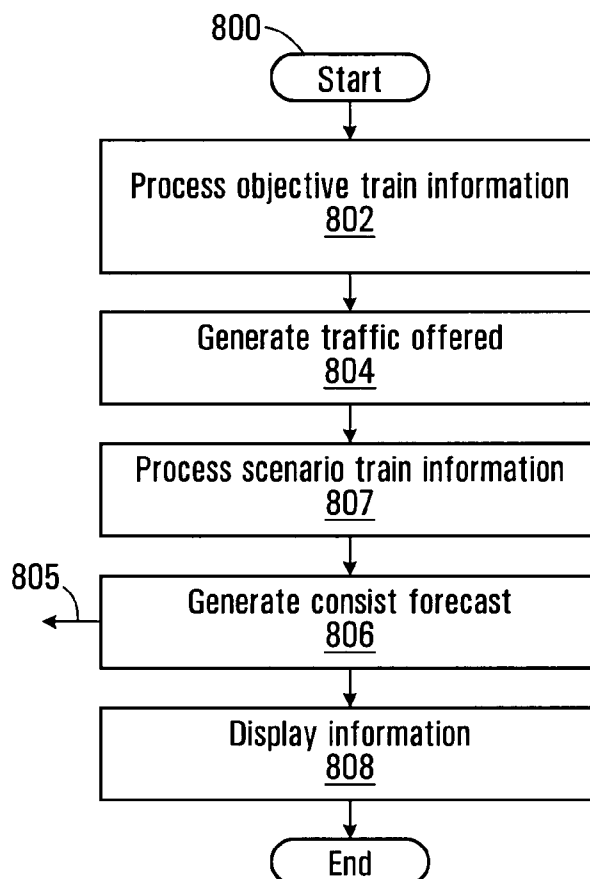 800
Start
Process objective train information
802
Generate traffic offered
804
Process scenario train information
807
805
Generate consist forecast
806
Display information
808
End